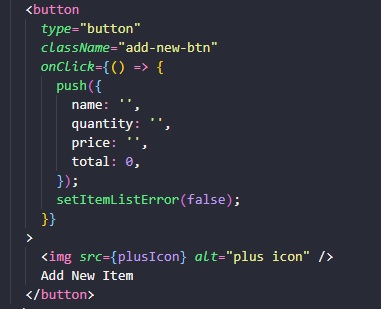 <button
type="button"
className="add-new-btn"
onClick={() => {
push({
name: '',
quantity: '',
price: '',
total: 0,
});
setItemListError(false);
}}
>
<img src={plusIcon} alt="plus icon" />
Add New Item
</button>